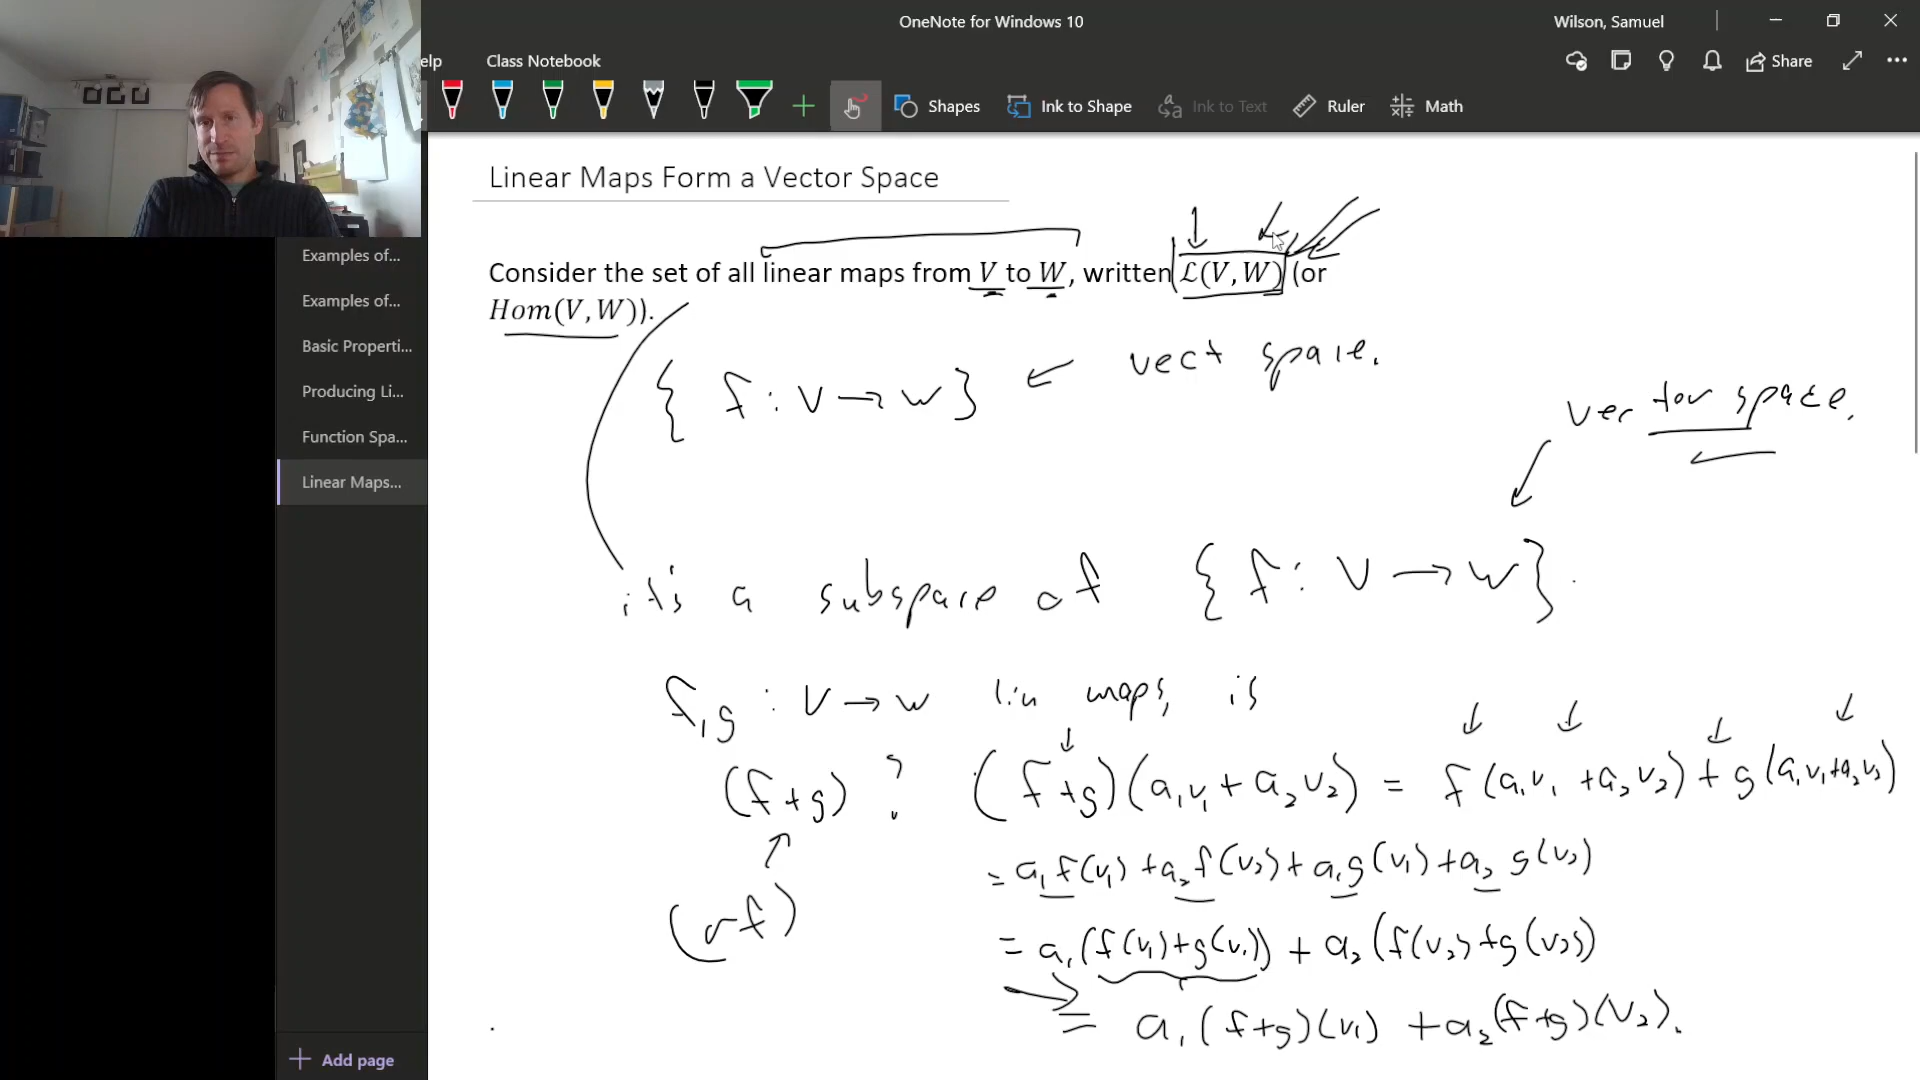 OneNote for Windows 10
Wilson, Samuel
elp
Class Notebook
Share
Shapes
Ink to Shape
Ink to Text
Ruler
Math
Examples of...
Examples of...
Basic Properti...
Producing Li...
Function Spa...
Linear Maps...
Add page
Linear Maps Form a Vector Space
Consider the set of all linear maps from V to W, written ℒ(V,W) (or
Hom(V,W)).
{ f : V → W } ← vect space.
vector space.
it's a subspace of { f : V → W }.
f, g : V → W lin maps, is
(f+g) ? (f+g)(a₁v₁ + a₂v₂) = f(a₁v₁ + a₂v₂) + g(a₁v₁+a₂v₂)
= a₁f(v₁) + a₂f(v₂) + a₁g(v₁) + a₂g(v₂)
= a₁(f(v₁)+g(v₁)) + a₂(f(v₂)+g(v₂))
= a₁(f+g)(v₁) + a₂(f+g)(v₂).